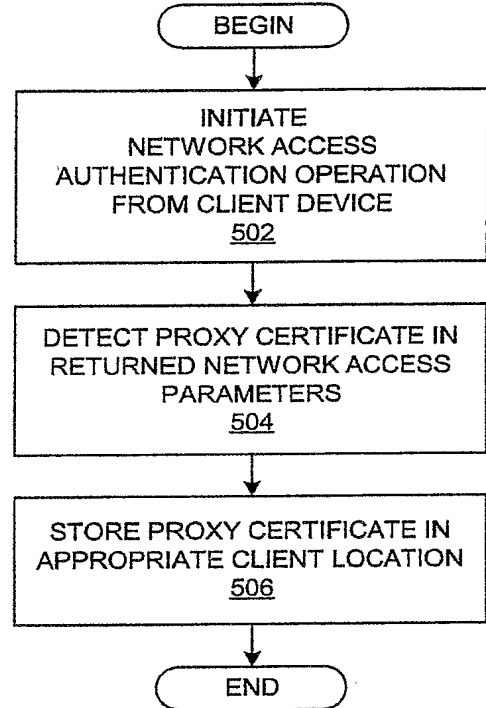 BEGIN
INITIATE
NETWORK ACCESS
AUTHENTICATION OPERATION
FROM CLIENT DEVICE
502
DETECT PROXY CERTIFICATE IN
RETURNED NETWORK ACCESS
PARAMETERS
504
STORE PROXY CERTIFICATE IN
APPROPRIATE CLIENT LOCATION
506
END